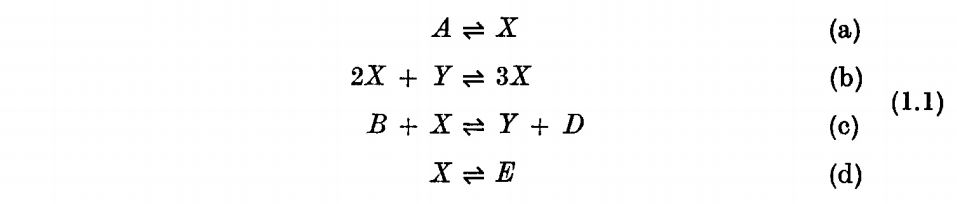 A ⇌ X (a)
2X + Y ⇌ 3X (b)
(1.1)
B + X ⇌ Y + D (c)
X ⇌ E (d)